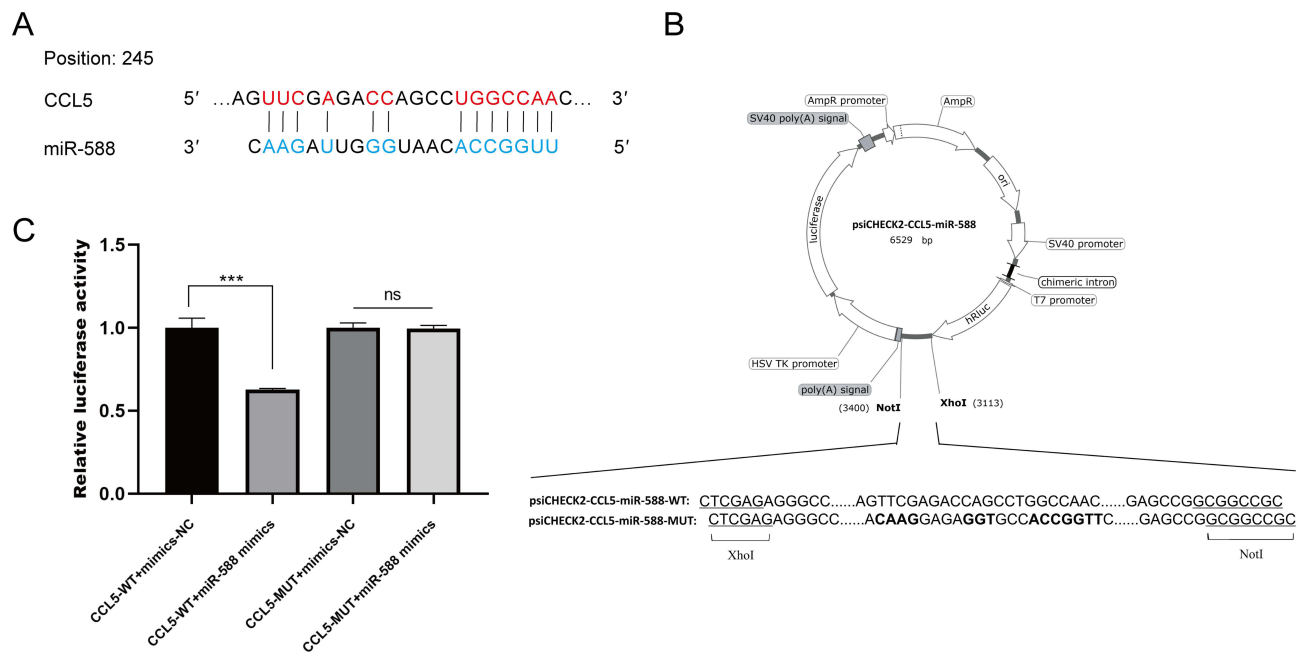 A
Position: 245
CCL5 5′ ...AGUUCGAGACCAGCCUGGCCAAC... 3′
miR-588 3′ CAAGAUUGGGUAACACCGGUU 5′
B
AmpR promoter
AmpR
SV40 poly(A) signal
ori
luciferase
psiCHECK2-CCL5-miR-588
6529 bp
SV40 promoter
chimeric intron
T7 promoter
hRluc
HSV TK promoter
poly(A) signal
(3400) NotI
XhoI (3113)
psiCHECK2-CCL5-miR-588-WT: CTCGAGAGGGCC......AGTTCGAGACCAGCCTGGCCAAC......GAGCCGGCGGCCGC
psiCHECK2-CCL5-miR-588-MUT: CTCGAGAGGGCC......ACAAGGAGAGGTGCCACCGGTTC......GAGCCGGCGGCCGC
XhoI
NotI
C
Relative luciferase activity
1.5
1.0
0.5
0.0
***
ns
CCL5-WT+mimics-NC
CCL5-WT+miR-588 mimics
CCL5-MUT+mimics-NC
CCL5-MUT+miR-588 mimics